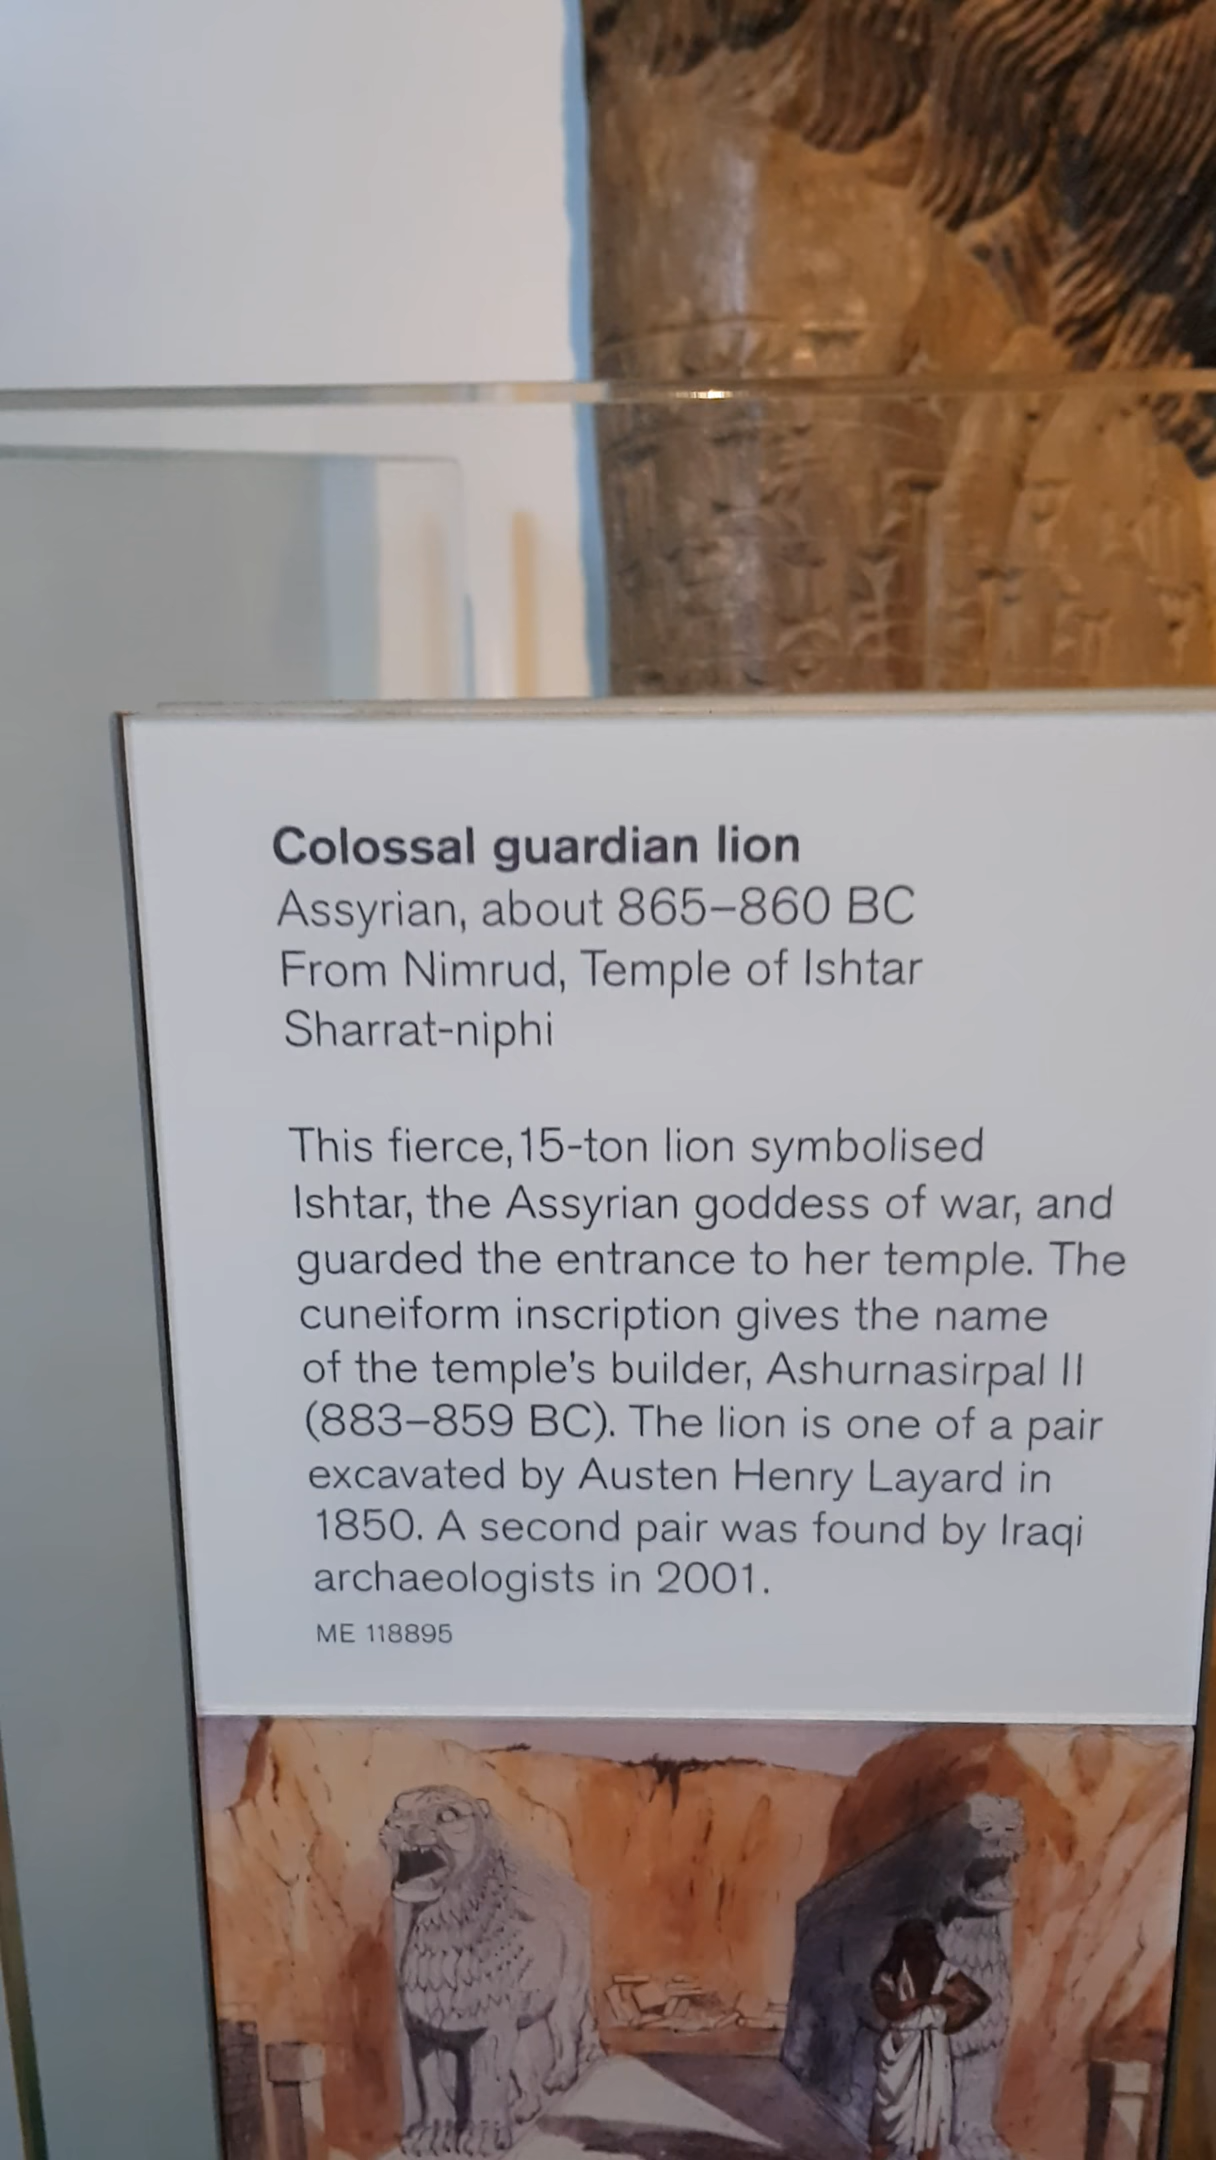 Colossal guardian lion
Assyrian, about 865–860 BC
From Nimrud, Temple of Ishtar
Sharrat-niphi
This fierce, 15-ton lion symbolised
Ishtar, the Assyrian goddess of war, and
guarded the entrance to her temple. The
cuneiform inscription gives the name
of the temple's builder, Ashurnasirpal II
(883–859 BC). The lion is one of a pair
excavated by Austen Henry Layard in
1850. A second pair was found by Iraqi
archaeologists in 2001.
ME 118895